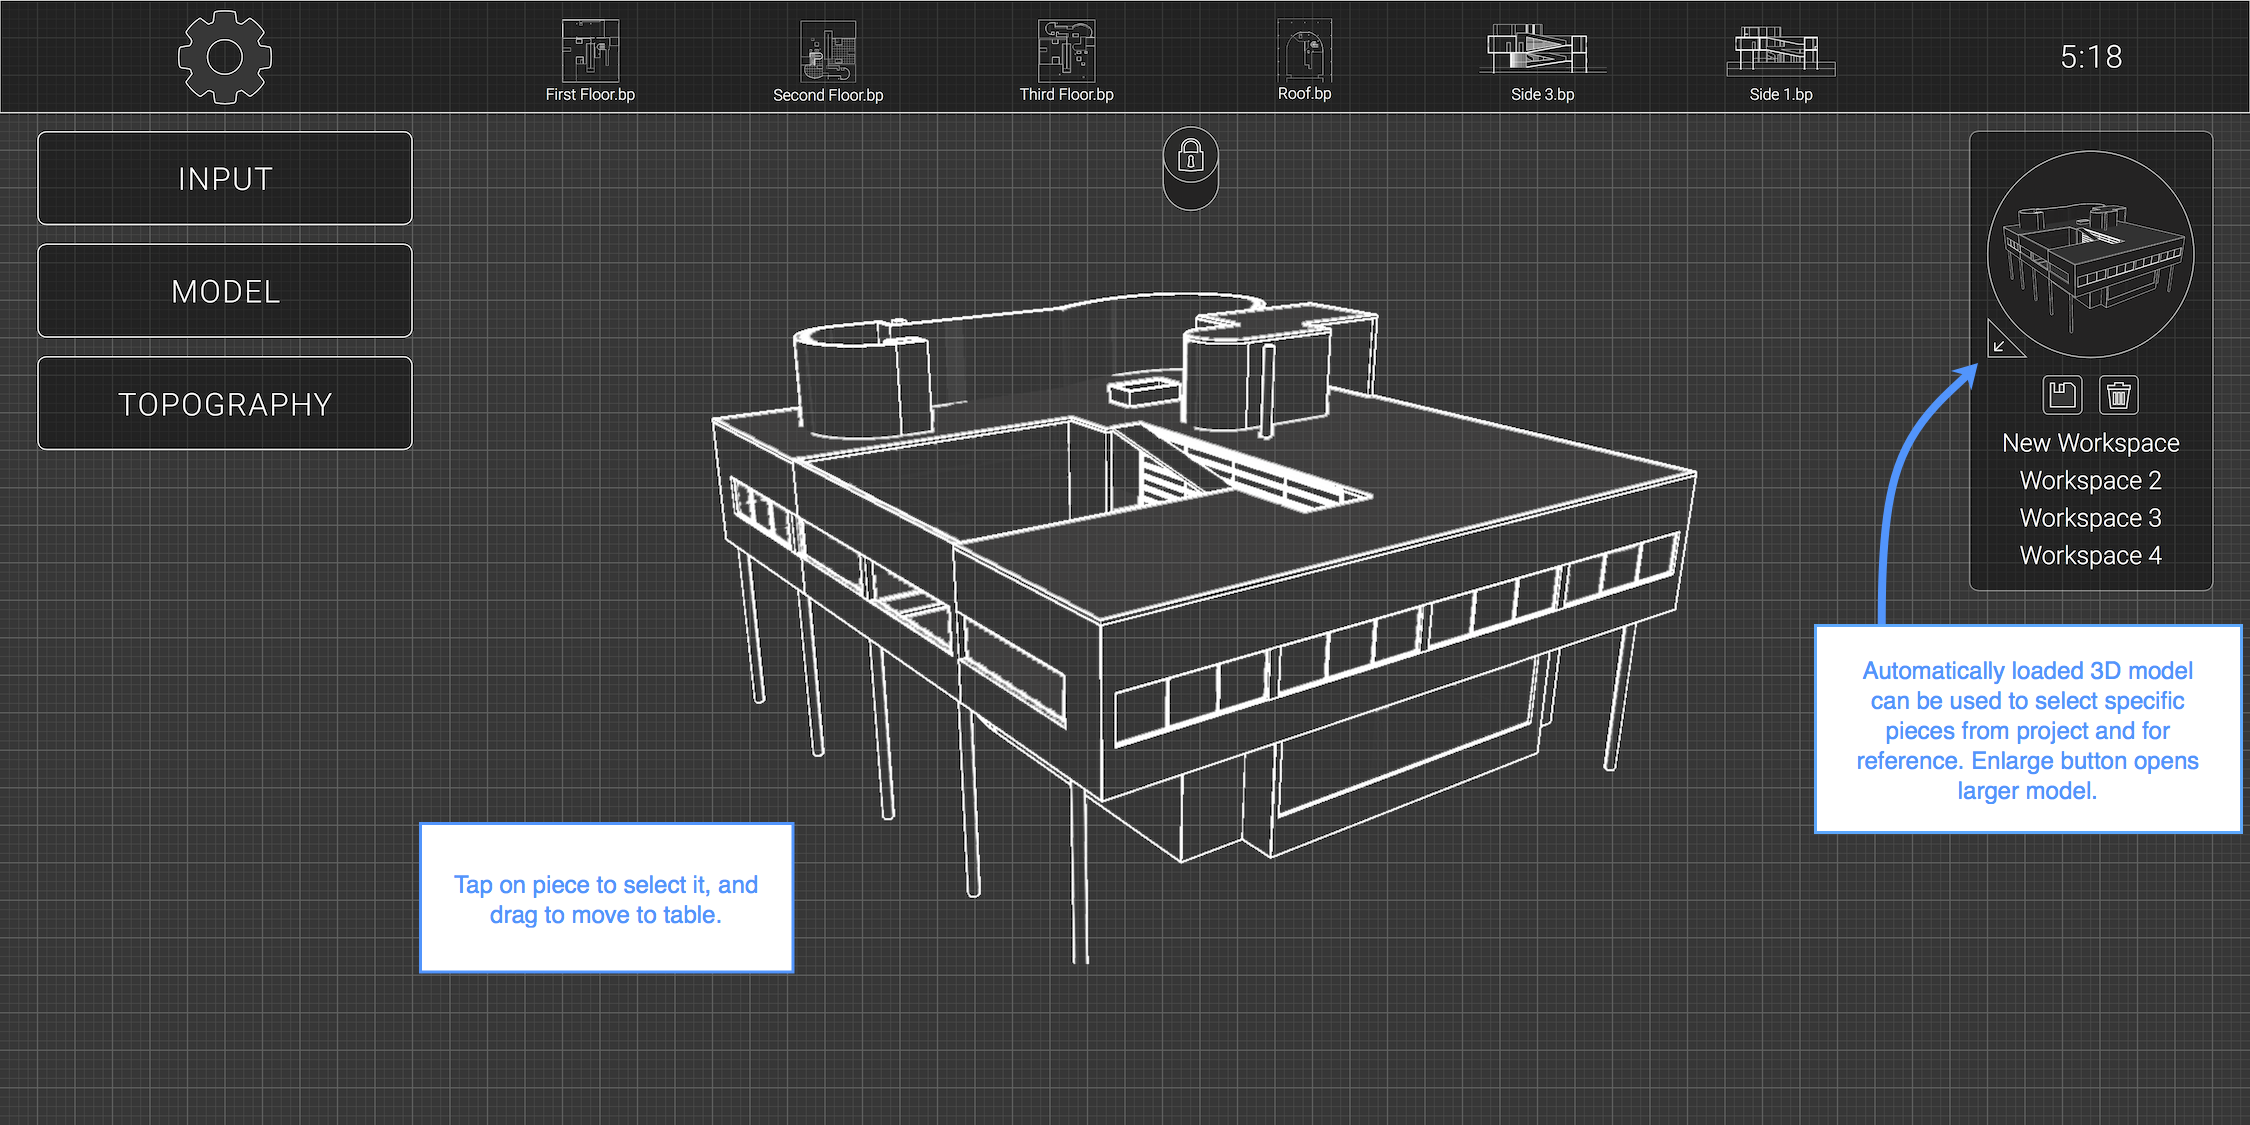 First Floor.bp
Second Floor.bp
Third Floor.bp
Roof.bp
Side 3.bp
Side 1.bp
5:18
INPUT
MODEL
TOPOGRAPHY
New Workspace
Workspace 2
Workspace 3
Workspace 4
Automatically loaded 3D model
can be used to select specific
pieces from project and for
reference. Enlarge button opens
larger model.
Tap on piece to select it, and
drag to move to table.